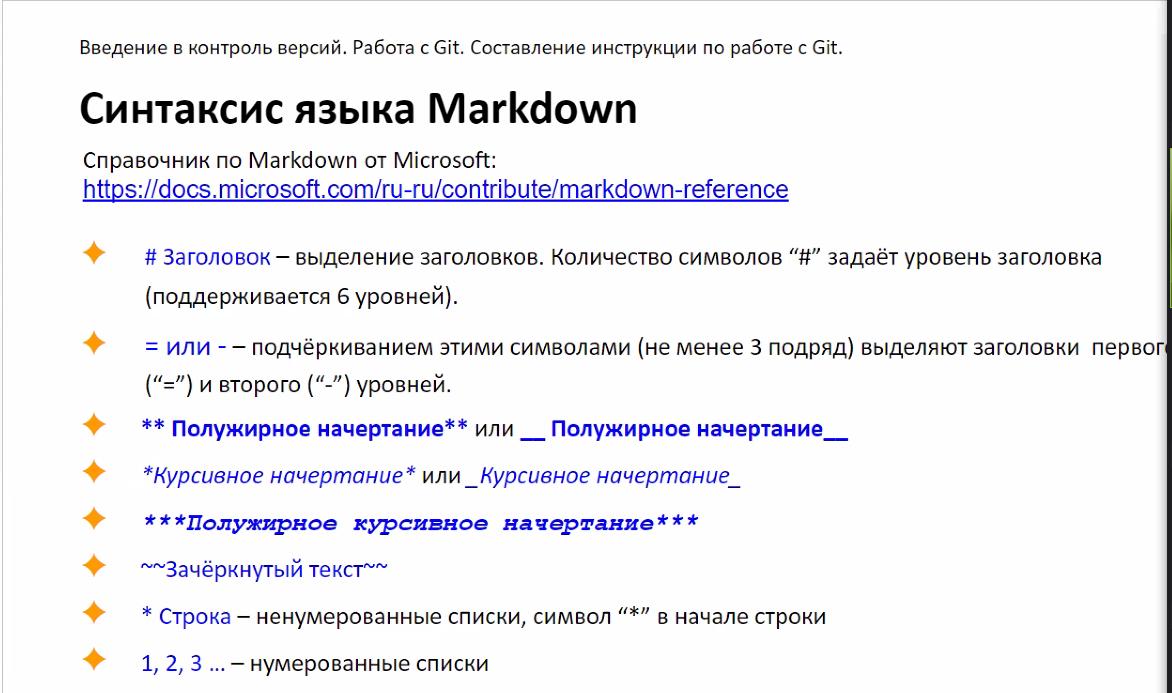 Введение в контроль версий. Работа с Git. Составление инструкции по работе с Git.
Синтаксис языка Markdown
Справочник по Markdown от Microsoft:
https://docs.microsoft.com/ru-ru/contribute/markdown-reference
# Заголовок – выделение заголовков. Количество символов “#” задаёт уровень заголовка
(поддерживается 6 уровней).
= или - – подчёркиванием этими символами (не менее 3 подряд) выделяют заголовки первого
(“=”) и второго (“-”) уровней.
** Полужирное начертание** или __ Полужирное начертание__
*Курсивное начертание* или _Курсивное начертание_
***Полужирное курсивное начертание***
~~Зачёркнутый текст~~
* Строка – ненумерованные списки, символ “*” в начале строки
1, 2, 3 ... – нумерованные списки